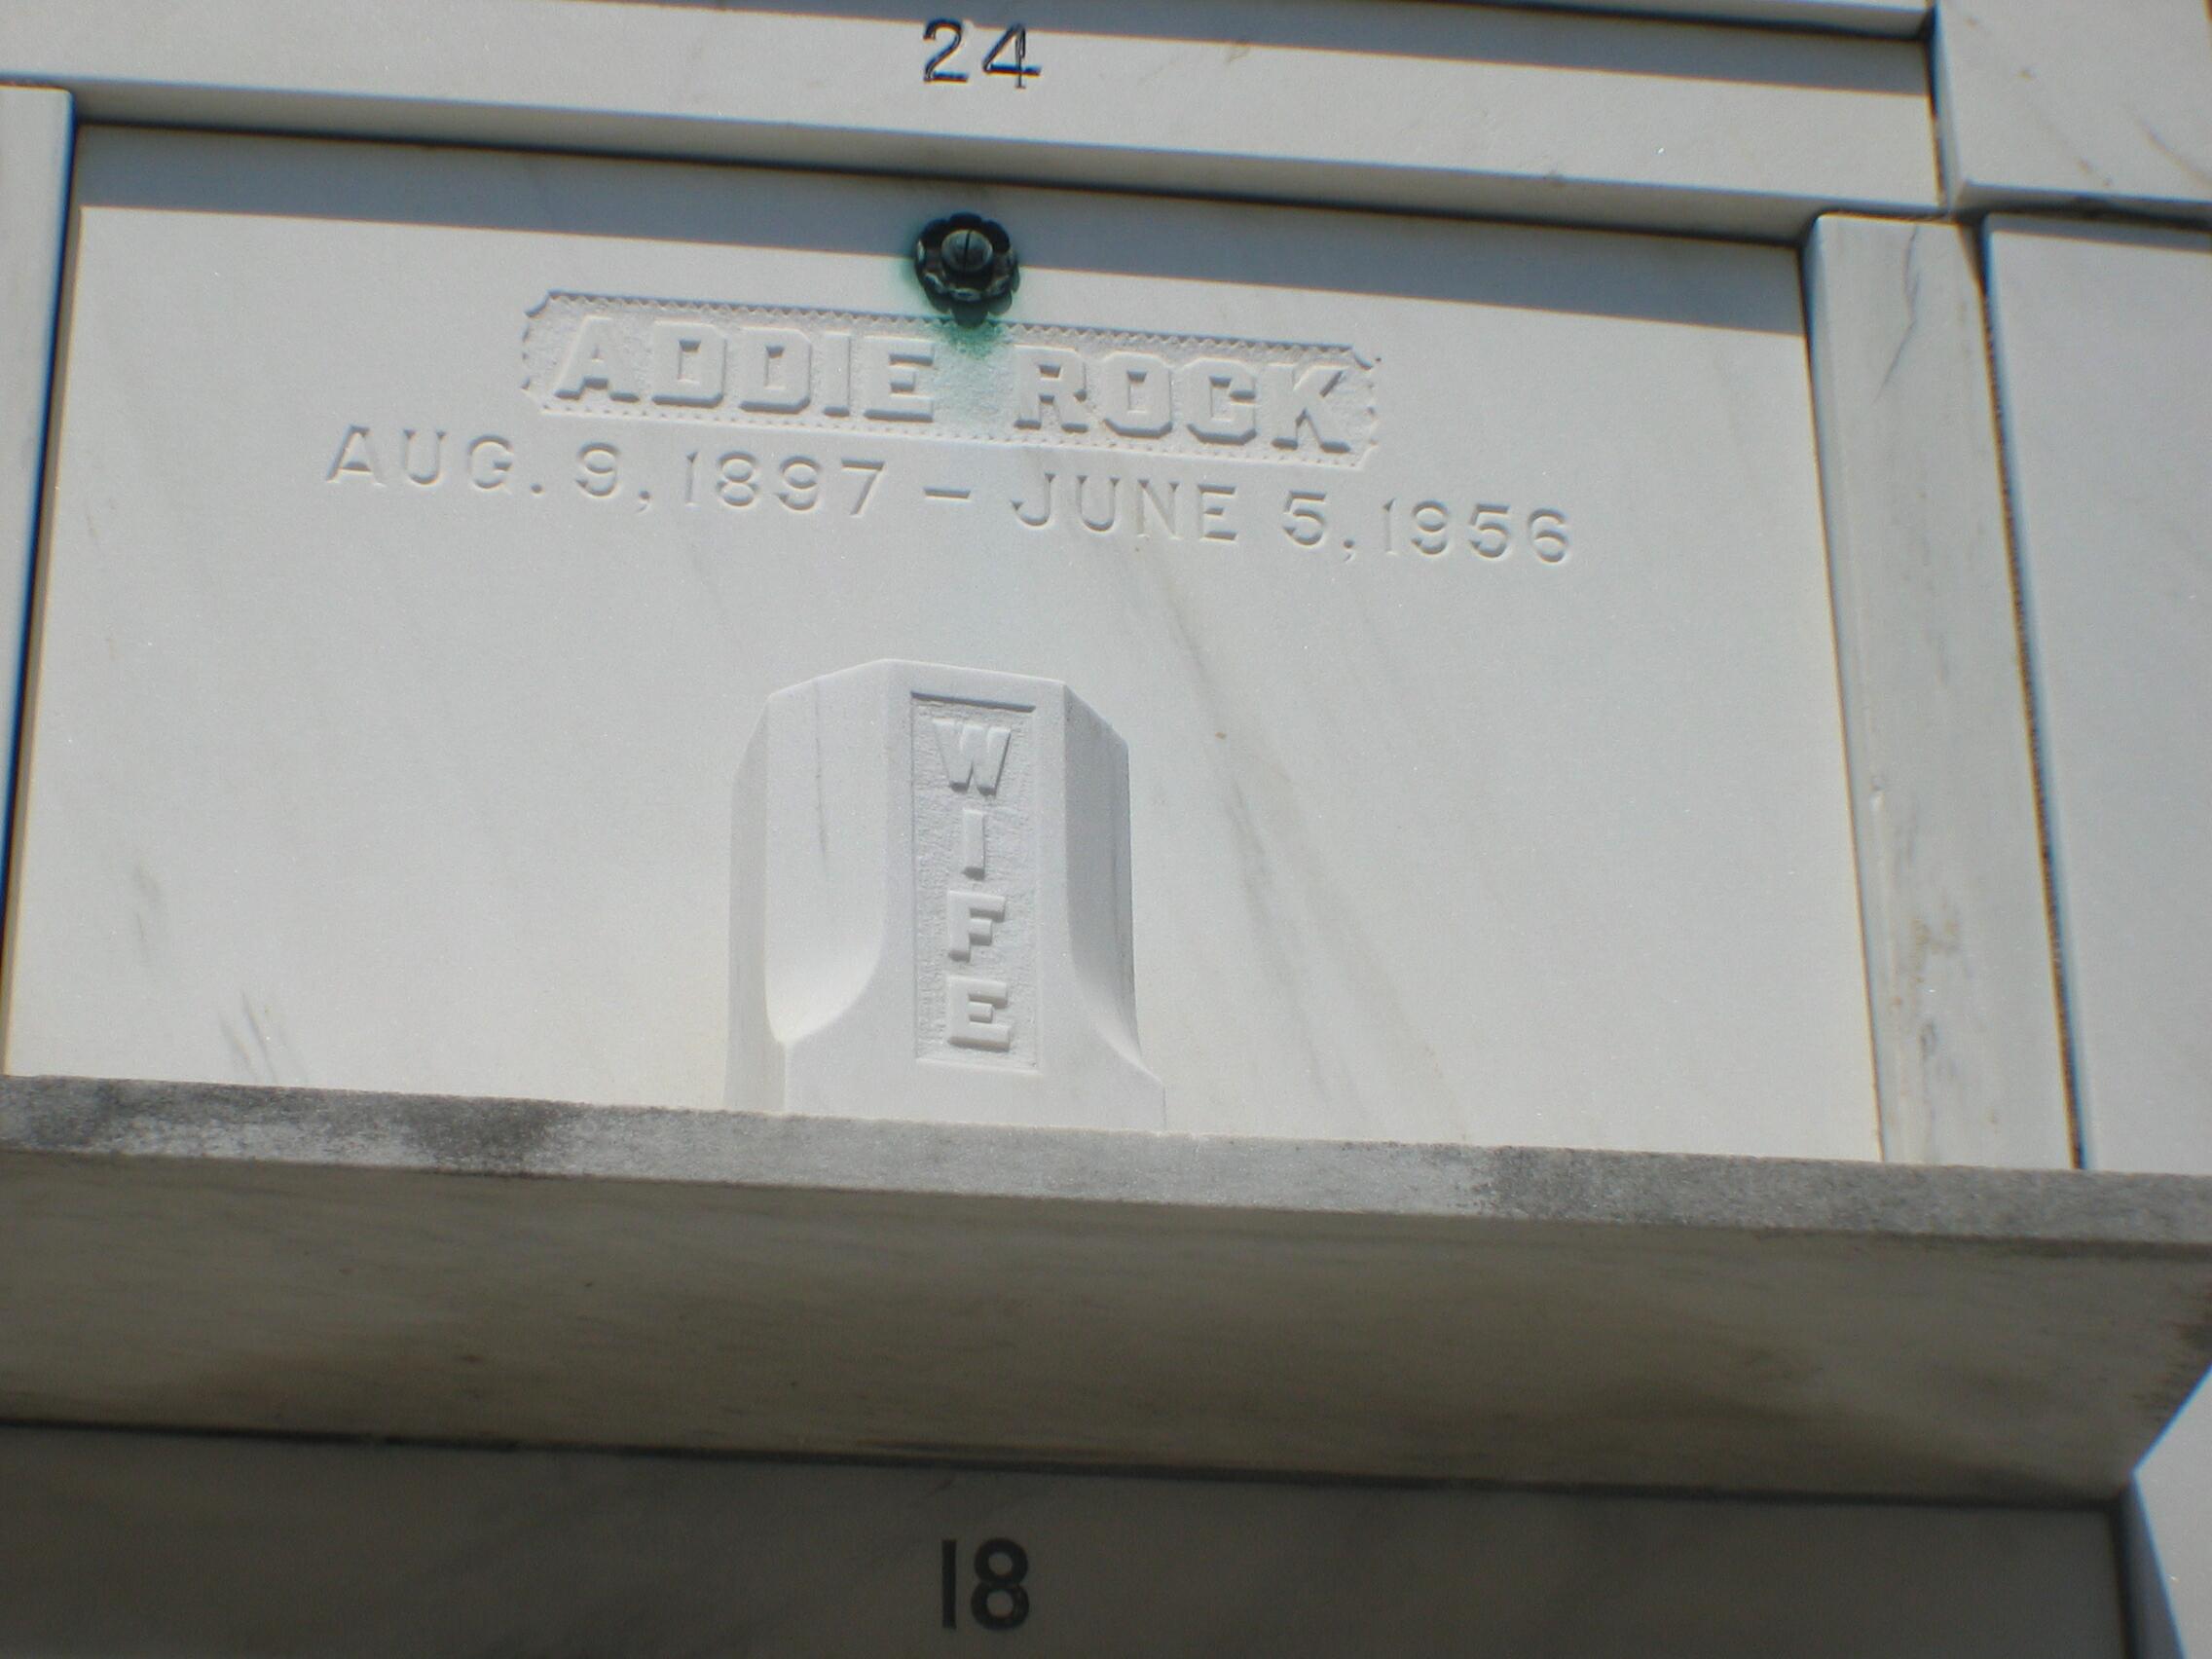 24
ADDIE ROCK
AUG. 9, 1897 – JUNE 5, 1956
WIFE
18